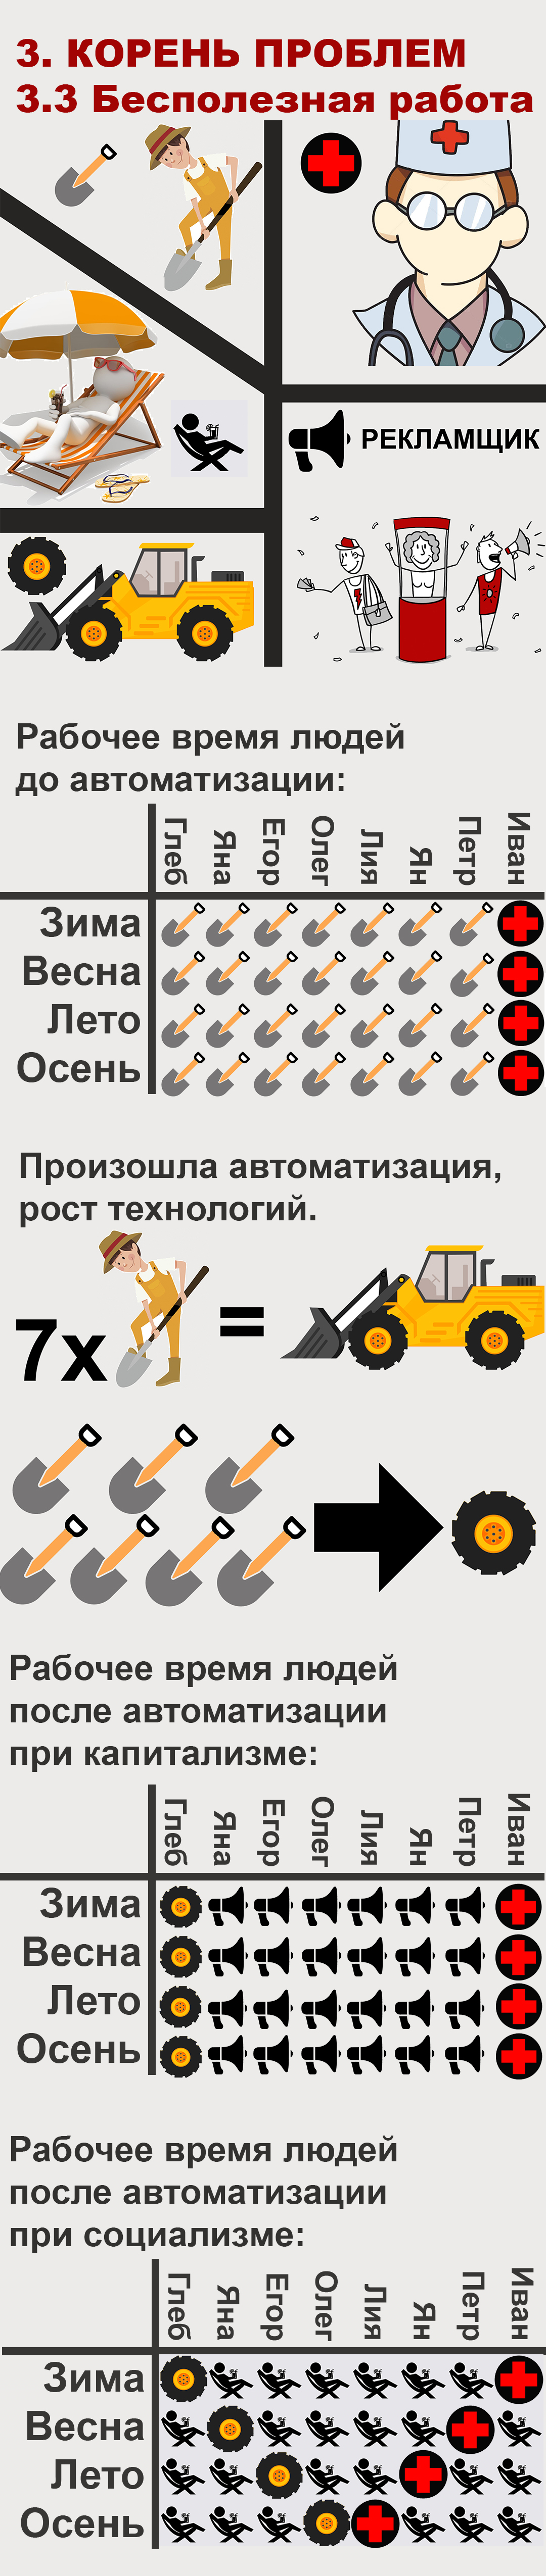 3. КОРЕНЬ ПРОБЛЕМ
3.3 Бесполезная работа
РЕКЛАМЩИК
Рабочее время людей
до автоматизации:
Глеб Яна Егор Олег Лия Ян Петр Иван
Зима
Весна
Лето
Осень
Произошла автоматизация,
рост технологий.
7x =
Рабочее время людей
после автоматизации
при капитализме:
Глеб Яна Егор Олег Лия Ян Петр Иван
Зима
Весна
Лето
Осень
Рабочее время людей
после автоматизации
при социализме:
Глеб Яна Егор Олег Лия Ян Петр Иван
Зима
Весна
Лето
Осень